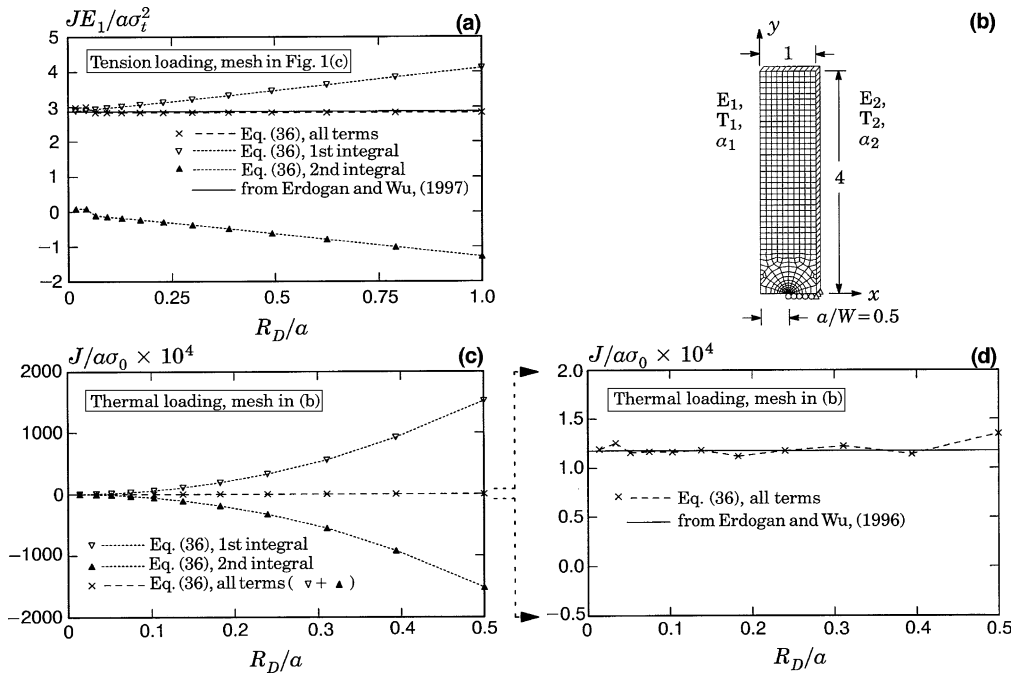 JE₁/aσₜ²
(a)
5
4
3
2
1
0
−1
−2
Tension loading, mesh in Fig. 1(c)
Eq. (36), all terms
Eq. (36), 1st integral
Eq. (36), 2nd integral
from Erdogan and Wu, (1997)
0
0.25
0.50
0.75
1.0
R_D/a
(b)
y
1
E₁,
T₁,
α₁
E₂,
T₂,
α₂
4
x
a/W=0.5
J/aσ₀ × 10⁴
(c)
2000
1000
0
−1000
−2000
Thermal loading, mesh in (b)
Eq. (36), 1st integral
Eq. (36), 2nd integral
Eq. (36), all terms ( ▿ + ▲ )
0
0.1
0.2
0.3
0.4
0.5
R_D/a
J/aσ₀ × 10⁴
(d)
2.0
1.5
1.0
0.5
0.0
−0.5
Thermal loading, mesh in (b)
Eq. (36), all terms
from Erdogan and Wu, (1996)
0
0.1
0.2
0.3
0.4
0.5
R_D/a